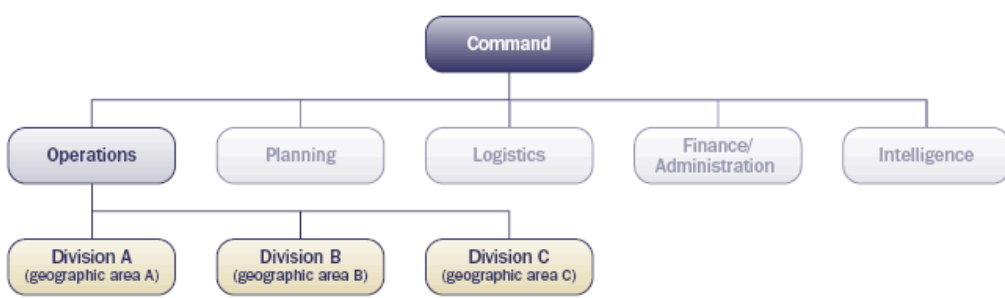 Command
Operations
Planning
Logistics
Finance/
Administration
Intelligence
Division A
(geographic area A)
Division B
(geographic area B)
Division C
(geographic area C)